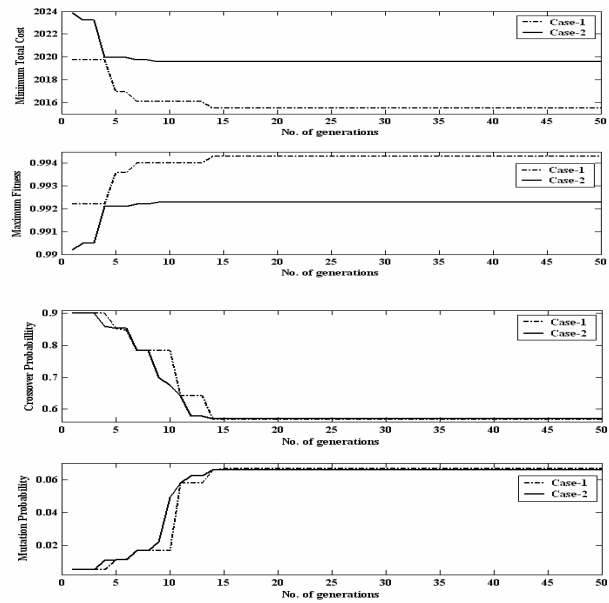 2024
2022
2020
2018
2016
Minimum Total Cost
Case-1
Case-2
0 5 10 15 20 25 30 35 40 45 50
No. of generations
0.994
0.993
0.992
0.991
0.99
Maximum Fitness
Case-1
Case-2
0 5 10 15 20 25 30 35 40 45 50
No. of generations
0.9
0.8
0.7
0.6
Crossover Probability
Case-1
Case-2
0 5 10 15 20 25 30 35 40 45 50
No. of generations
0.06
0.04
0.02
Mutation Probability
Case-1
Case-2
0 5 10 15 20 25 30 35 40 45 50
No. of generations